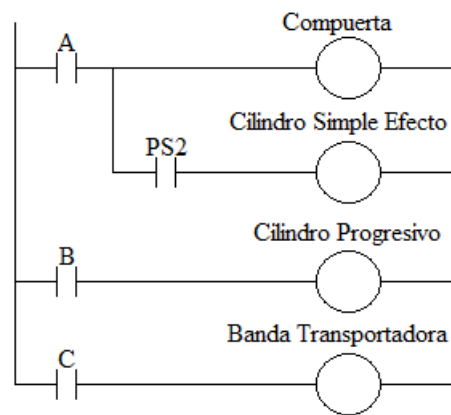 Compuerta
A
Cilindro Simple Efecto
PS2
Cilindro Progresivo
B
Banda Transportadora
C